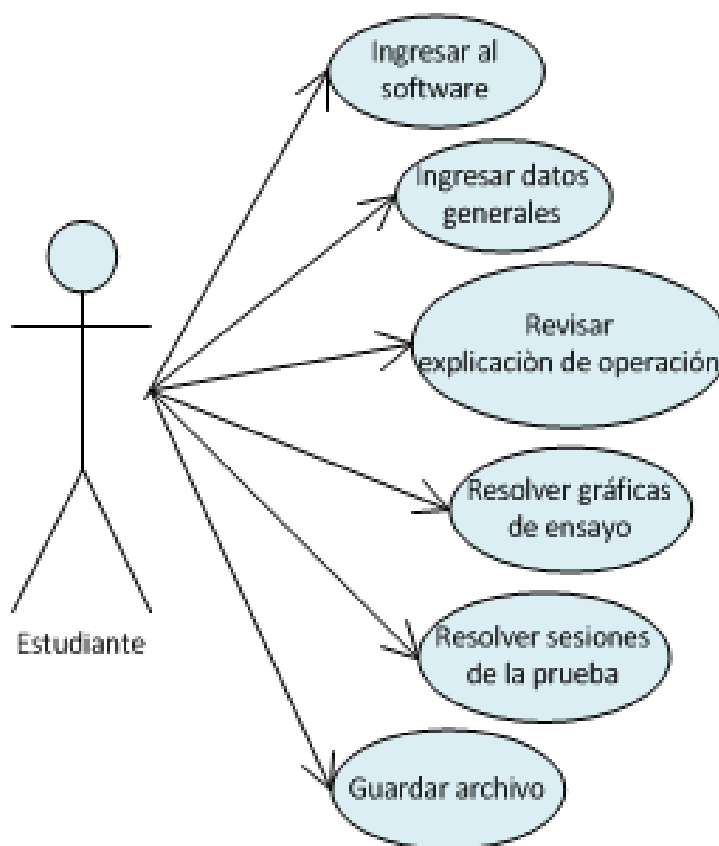 Ingresar al
software
Ingresar datos
generales
Revisar
explicaciòn de operación
Resolver gráficas
de ensayo
Resolver sesiones
de la prueba
Guardar archivo
Estudiante